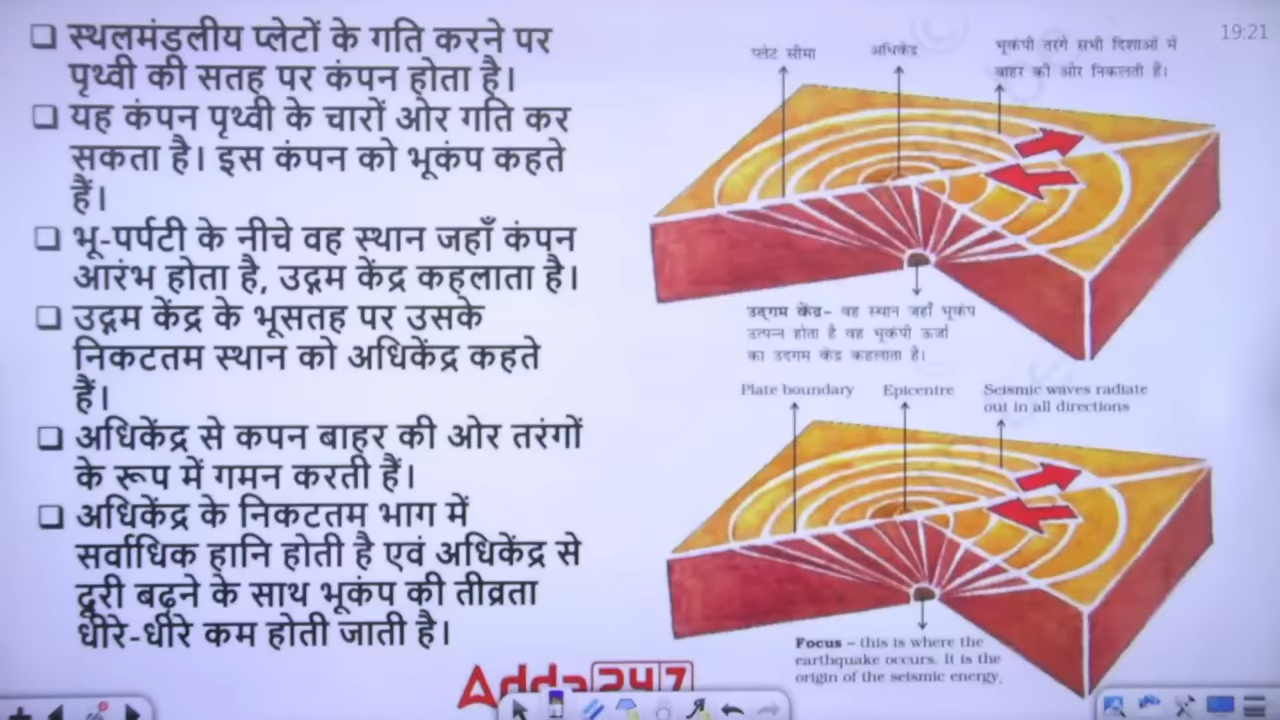 स्थलमंडलीय प्लेटों के गति करने पर
पृथ्वी की सतह पर कंपन होता है।
यह कंपन पृथ्वी के चारों ओर गति कर
सकता है। इस कंपन को भूकंप कहते
हैं।
भू-पर्पटी के नीचे वह स्थान जहाँ कंपन
आरंभ होता है, उद्गम केंद्र कहलाता है।
उद्गम केंद्र के भूसतह पर उसके
निकटतम स्थान को अधिकेंद्र कहते
हैं।
अधिकेंद्र से कपन बाहर की ओर तरंगों
के रूप में गमन करती हैं।
अधिकेंद्र के निकटतम भाग में
सर्वाधिक हानि होती है एवं अधिकेंद्र से
दूरी बढ़ने के साथ भूकंप की तीव्रता
धीरे-धीरे कम होती जाती है।
19:21
प्लेट सीमा
अधिकेंद्र
भूकंपी तरंगें सभी दिशाओं में
बाहर की ओर निकलती हैं।
उद्गम केंद्र– वह स्थान जहाँ भूकंप
उत्पन्न होता है वह भूकंपी ऊर्जा
का उद्गम केंद्र कहलाता है।
Plate boundary
Epicentre
Seismic waves radiate
out in all directions
Focus – this is where the
earthquake occurs. It is the
origin of the seismic energy.
Adda247